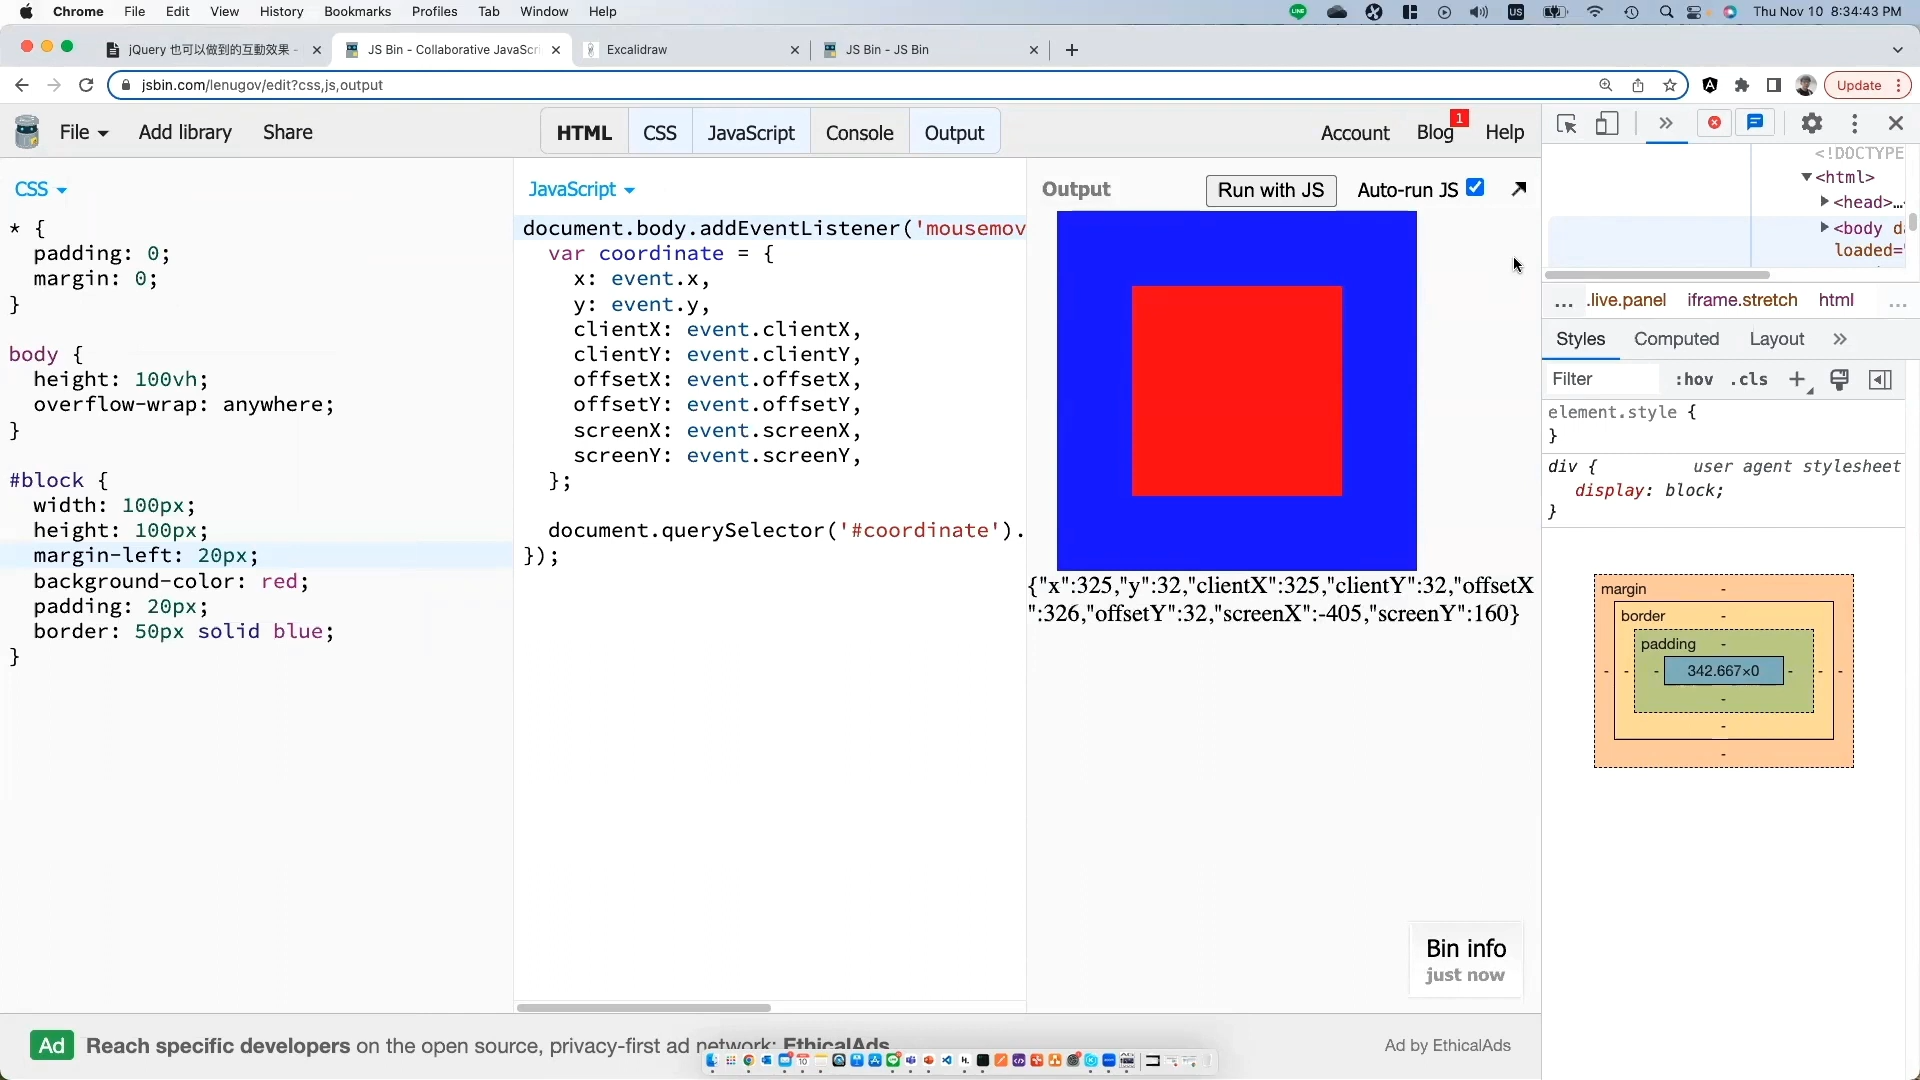 Chrome File Edit View History Bookmarks Profiles Tab Window Help US Thu Nov 10 8:34:43 PM
jQuery 也可以做到的互動效果 - JS Bin - Collaborative JavaScri Excalidraw JS Bin - JS Bin
jsbin.com/lenugov/edit?css,js,output Update
File Add library Share HTML CSS JavaScript Console Output Account Blog 1 Help
CSS
* {
padding: 0;
margin: 0;
}
body {
height: 100vh;
overflow-wrap: anywhere;
}
#block {
width: 100px;
height: 100px;
margin-left: 20px;
background-color: red;
padding: 20px;
border: 50px solid blue;
}
JavaScript
document.body.addEventListener('mousemov
var coordinate = {
x: event.x,
y: event.y,
clientX: event.clientX,
clientY: event.clientY,
offsetX: event.offsetX,
offsetY: event.offsetY,
screenX: event.screenX,
screenY: event.screenY,
};
document.querySelector('#coordinate').
});
Output Run with JS Auto-run JS
{"x":325,"y":32,"clientX":325,"clientY":32,"offsetX
":326,"offsetY":32,"screenX":-405,"screenY":160}
Bin info
just now
<!DOCTYPE
<html>
<head>…
<body d
loaded="
… .live.panel iframe.stretch html …
Styles Computed Layout
Filter :hov .cls
element.style {
}
div { user agent stylesheet
display: block;
}
margin -
border -
padding -
- - - 342.667×0 - - -
-
-
-
Ad Reach specific developers on the open source, privacy-first ad network: EthicalAds
Ad by EthicalAds